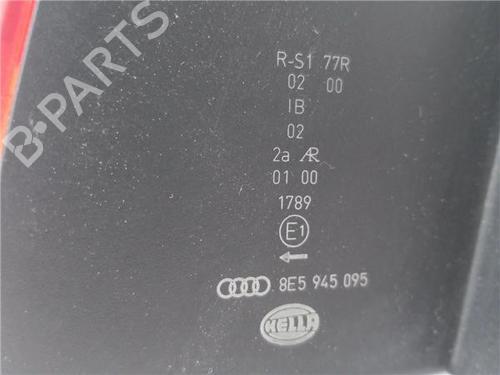 R-S1 77R
02 00
IB
02
2a AR
01 00
1789
E1
8E5 945 095
HELLA
B-PARTS